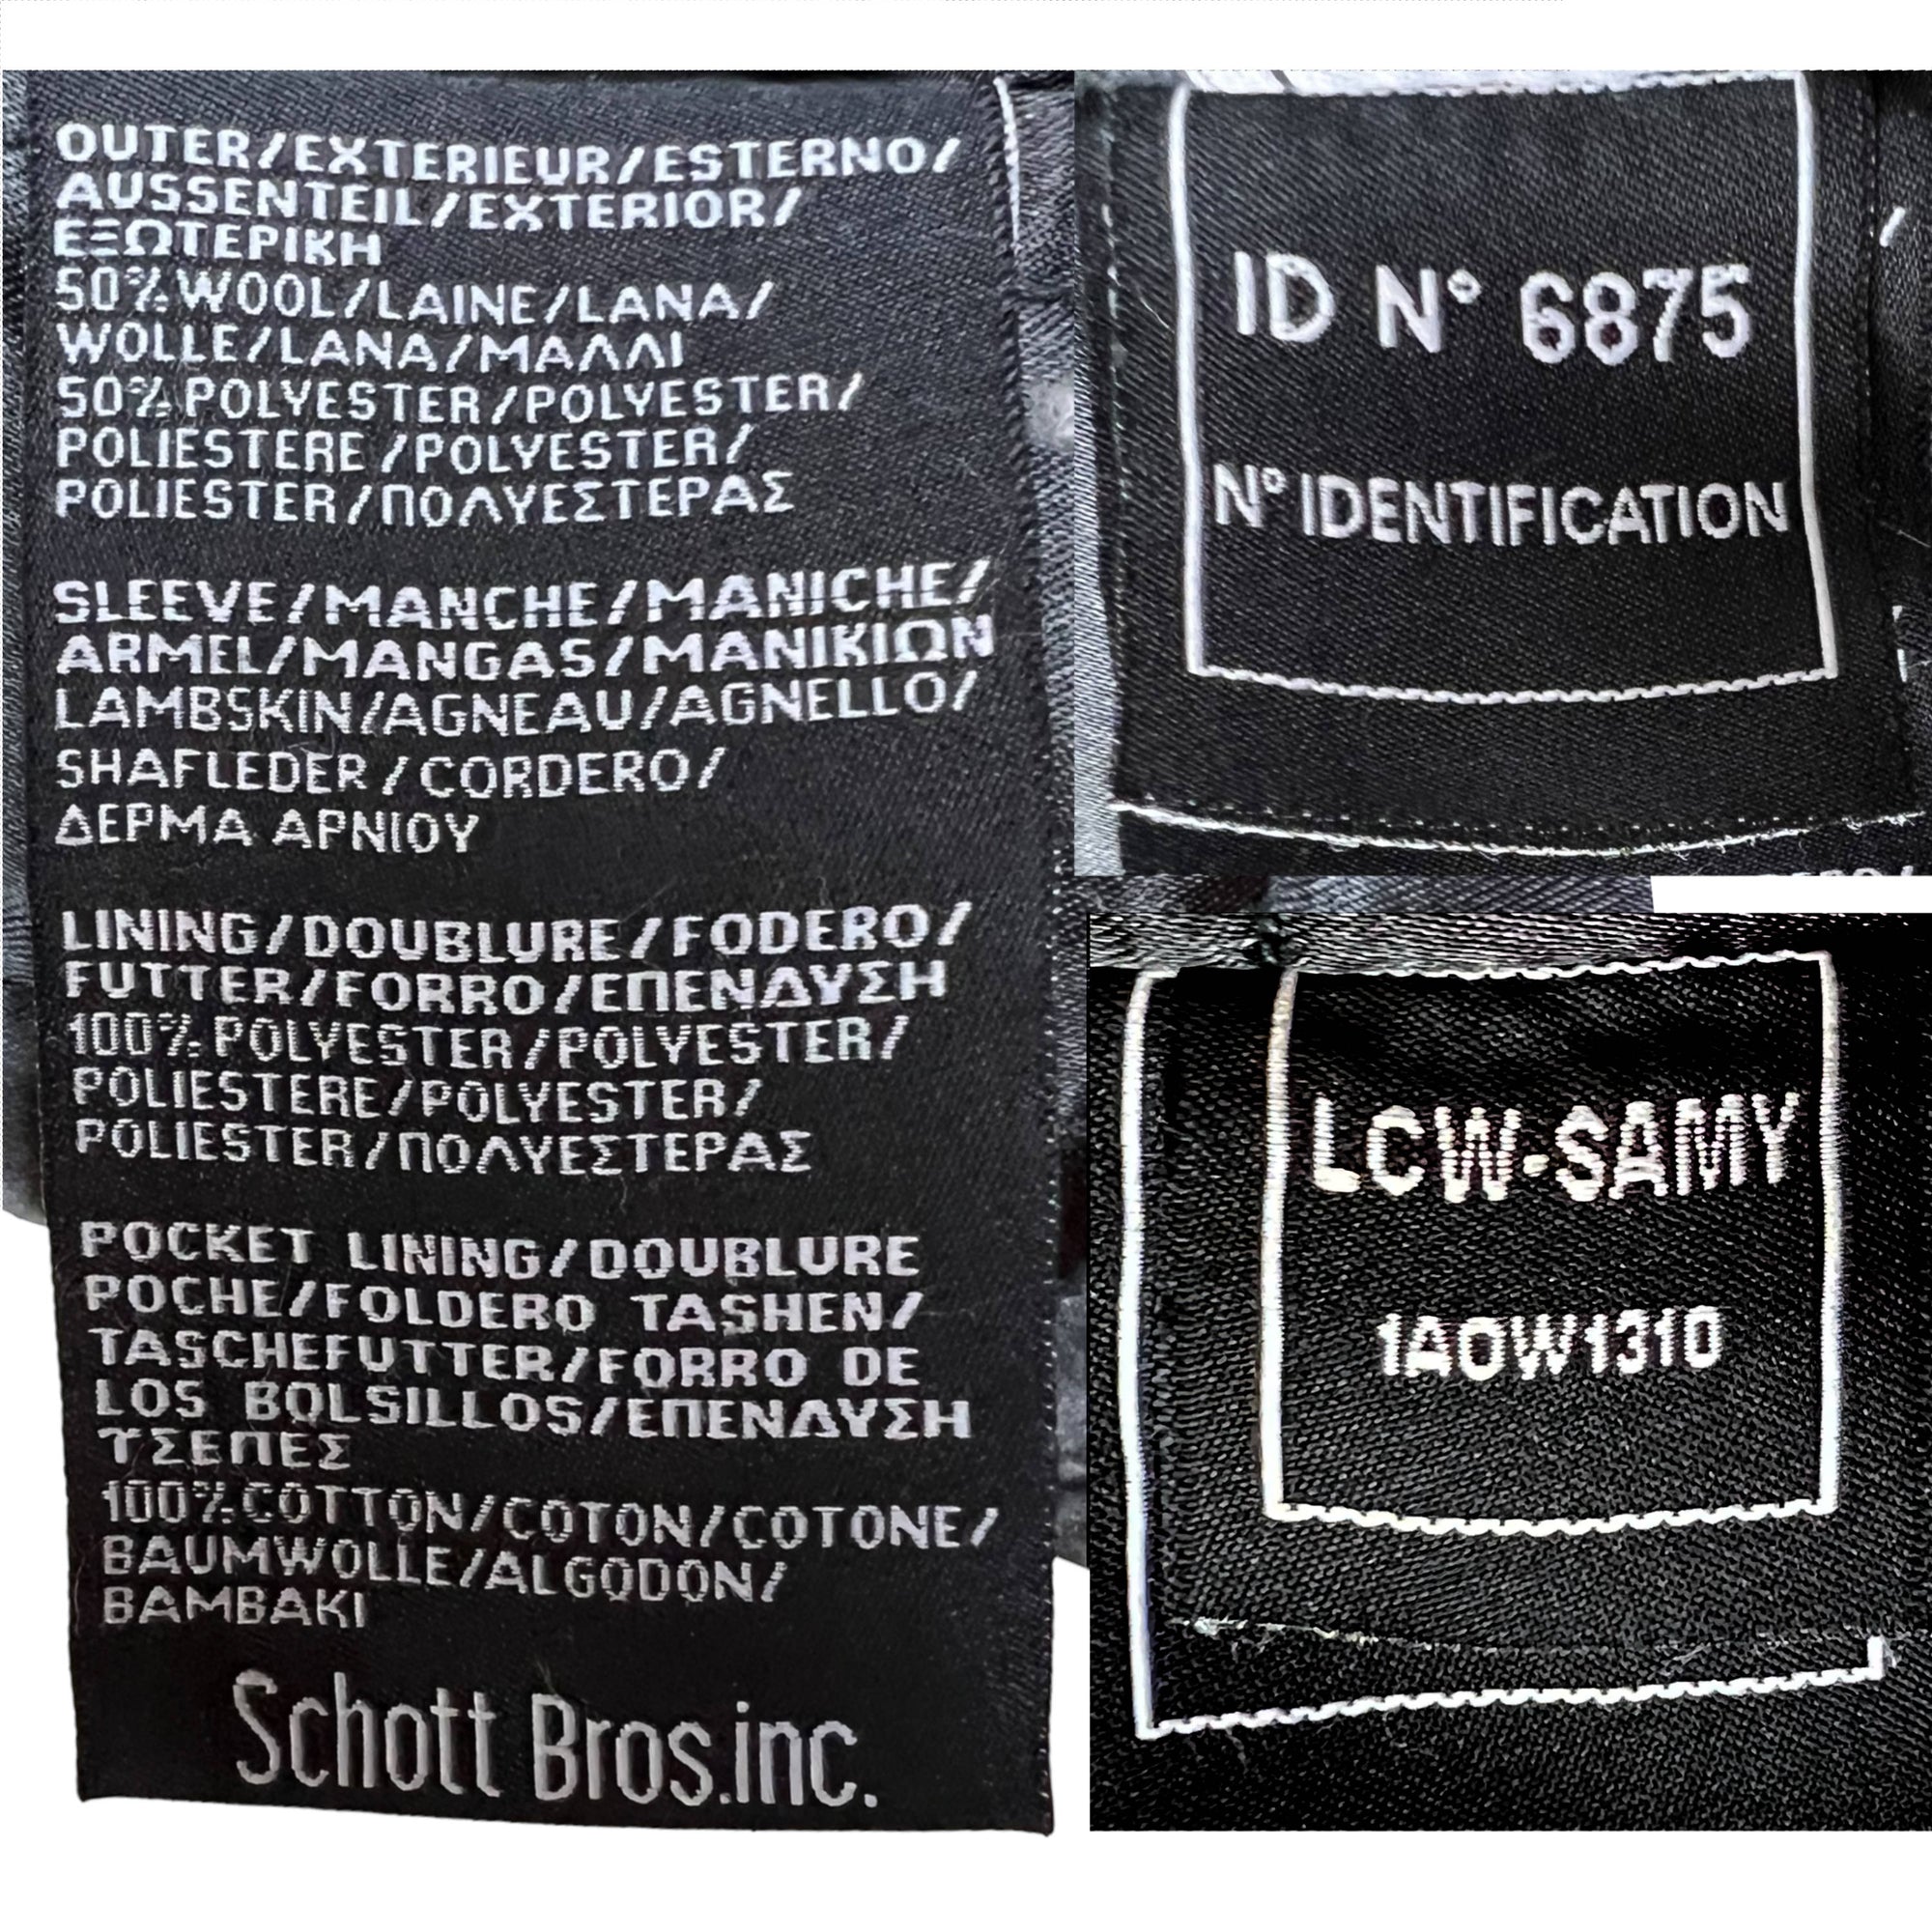 OUTER/EXTERIEUR/ESTERNO/
AUSSENTEIL/EXTERIOR/
ΕΞΩΤΕΡΙΚΗ
50% WOOL/LAINE/LANA/
WOLLE/LANA/ΜΑΛΛΙ
50% POLYESTER/POLYESTER/
POLIESTERE/POLYESTER/
POLIESTER/ΠΟΛΥΕΣΤΕΡΑΣ
SLEEVE/MANCHE/MANICHE/
ARMEL/MANGAS/ΜΑΝΙΚΙΩΝ
LAMBSKIN/AGNEAU/AGNELLO/
SHAFLEDER/CORDERO/
ΔΕΡΜΑ ΑΡΝΙΟΥ
LINING/DOUBLURE/FODERO/
FUTTER/FORRO/ΕΠΕΝΔΥΣΗ
100% POLYESTER/POLYESTER/
POLIESTERE/POLYESTER/
POLIESTER/ΠΟΛΥΕΣΤΕΡΑΣ
POCKET LINING/DOUBLURE
POCHE/FOLDERO TASHEN/
TASCHEFUTTER/FORRO DE
LOS BOLSILLOS/ΕΠΕΝΔΥΣΗ
ΤΣΕΠΕΣ
100% COTTON/COTON/COTONE/
BAUMWOLLE/ALGODON/
ΒΑΜΒΑΚΙ
Schott Bros.inc.
ID N° 6875
N° IDENTIFICATION
LCW-SAMY
1AOW1310